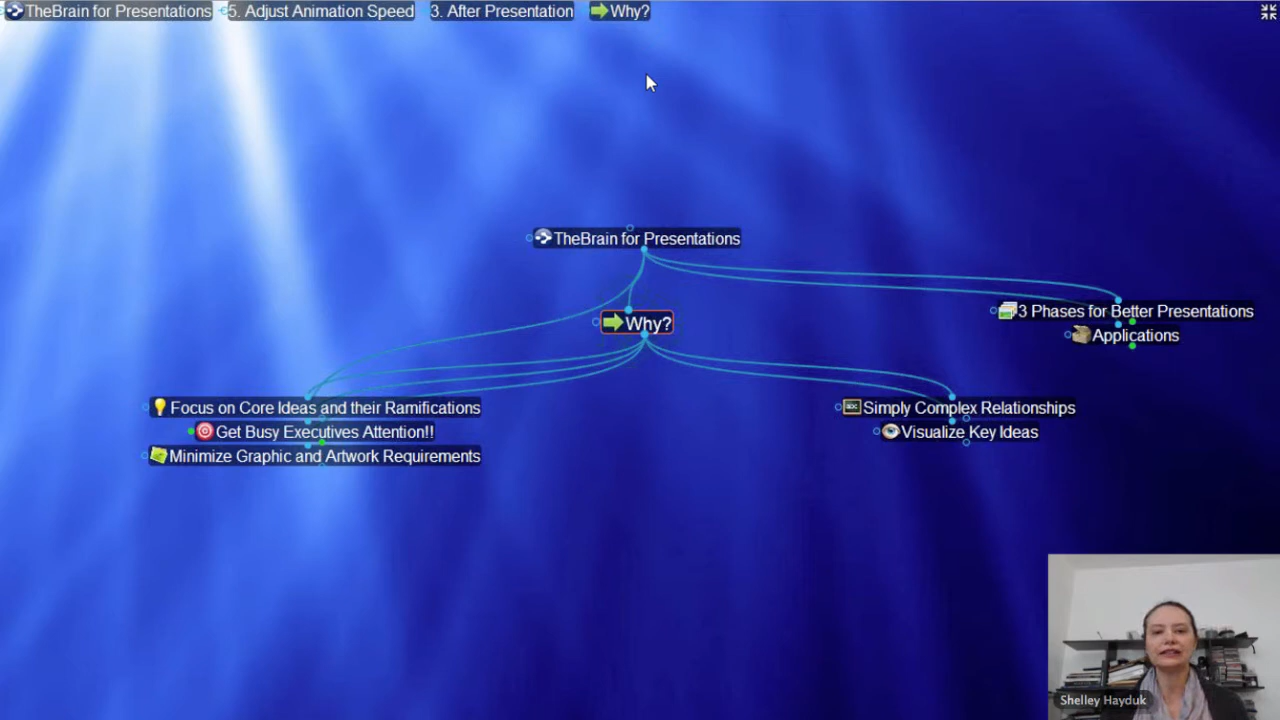 TheBrain for Presentations 5. Adjust Animation Speed 3. After Presentation Why?
TheBrain for Presentations
3 Phases for Better Presentations
Why?
Applications
Focus on Core Ideas and their Ramifications
Simply Complex Relationships
Get Busy Executives Attention!!
Visualize Key Ideas
Minimize Graphic and Artwork Requirements
Shelley Hayduk